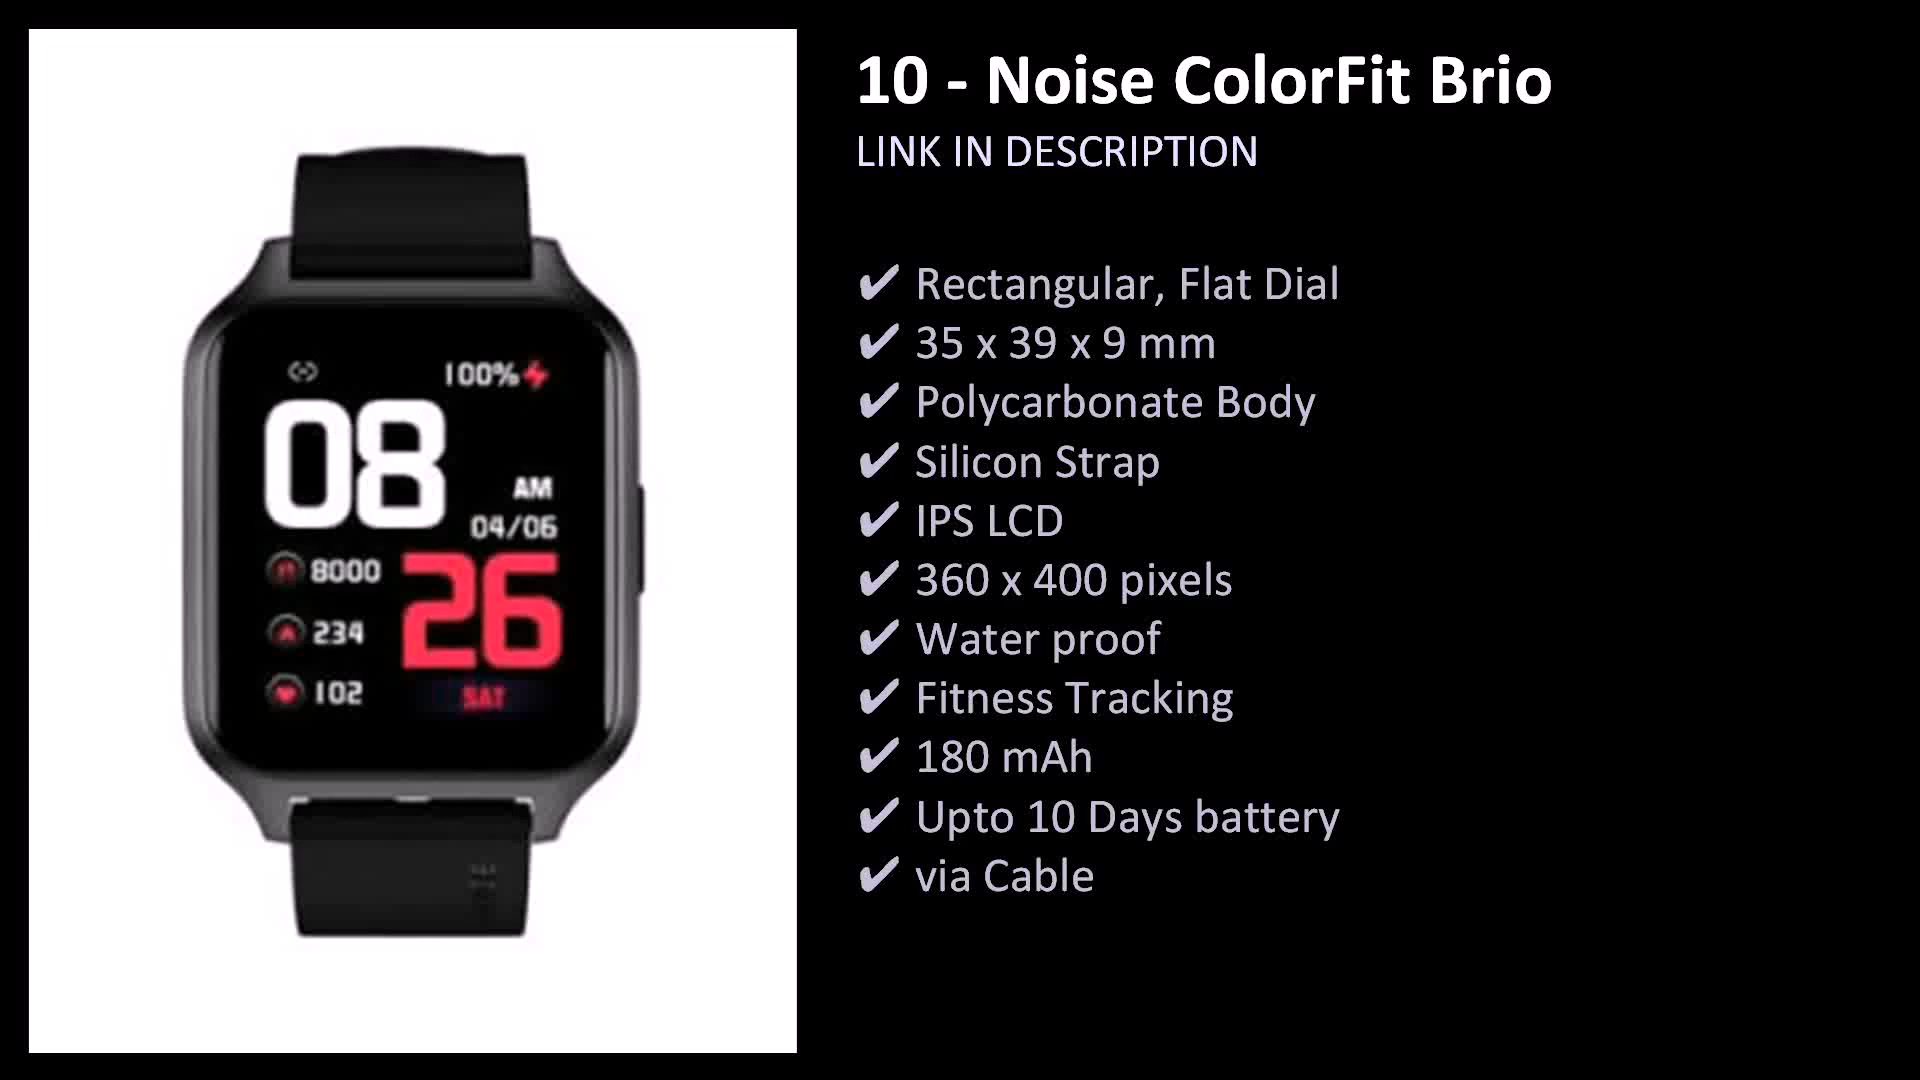 10 - Noise ColorFit Brio
LINK IN DESCRIPTION
✔ Rectangular, Flat Dial
✔ 35 x 39 x 9 mm
✔ Polycarbonate Body
✔ Silicon Strap
✔ IPS LCD
✔ 360 x 400 pixels
✔ Water proof
✔ Fitness Tracking
✔ 180 mAh
✔ Upto 10 Days battery
✔ via Cable
100%
08
AM
04/06
8000
26
234
102
SAT